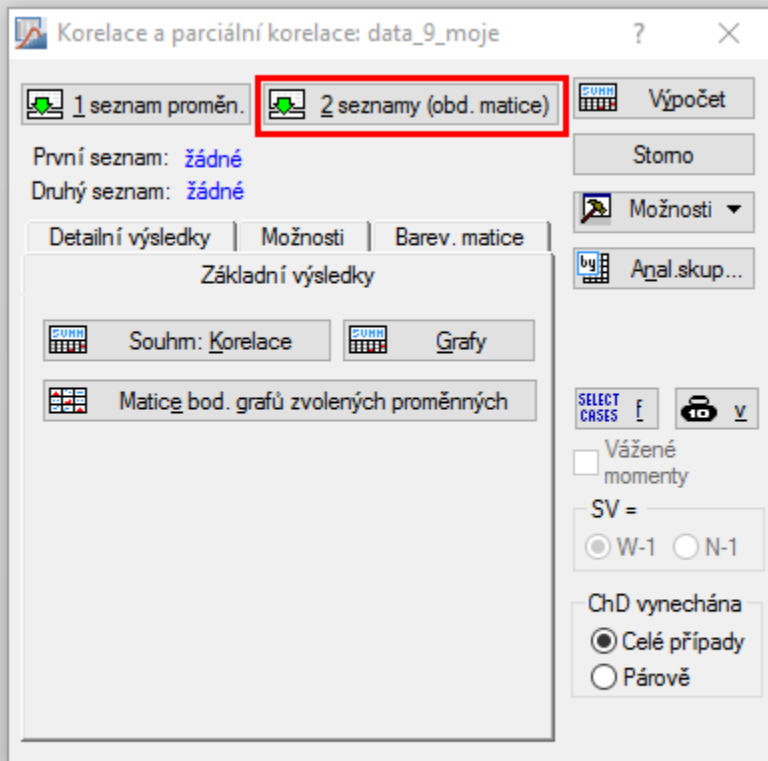 Korelace a parciální korelace: data_9_moje ?
1 seznam proměn. 2 seznamy (obd. matice) Výpočet
První seznam: žádné Storno
Druhý seznam: žádné
Možnosti
Detailní výsledky Možnosti Barev. matice
Základní výsledky Anal.skup...
Souhrn: Korelace Grafy
Matice bod. grafů zvolených proměnných
SELECT CASES f v
Vážené
momenty
SV =
W-1 N-1
ChD vynechána
Celé případy
Párově